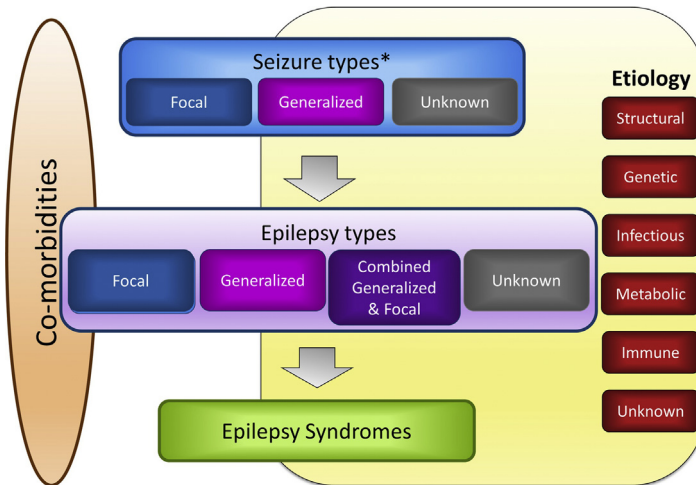 Seizure types*
Focal
Generalized
Unknown
Etiology
Structural
Genetic
Infectious
Metabolic
Immune
Unknown
Co-morbidities
Epilepsy types
Focal
Generalized
Combined
Generalized
& Focal
Unknown
Epilepsy Syndromes